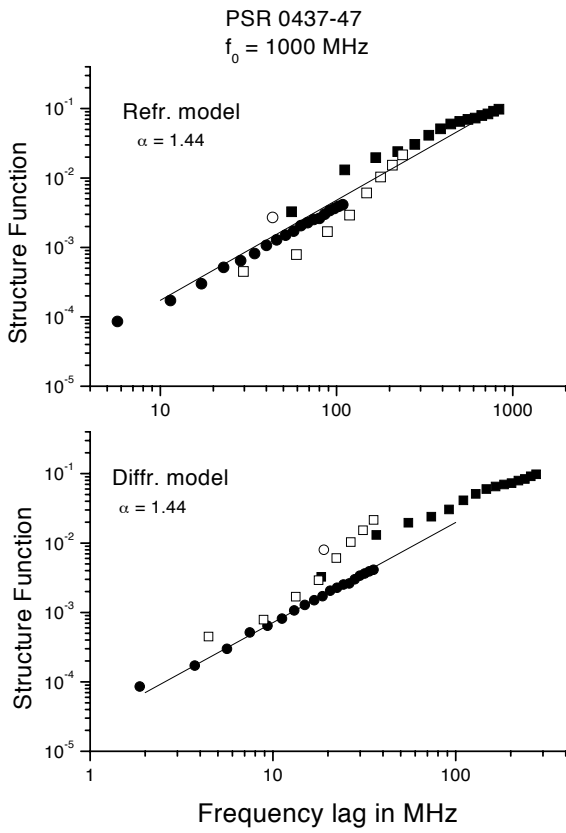 PSR 0437-47
f₀ = 1000 MHz
Refr. model
α = 1.44
Structure Function
10⁻¹
10⁻²
10⁻³
10⁻⁴
10⁻⁵
10 100 1000
Diffr. model
α = 1.44
Structure Function
10⁻¹
10⁻²
10⁻³
10⁻⁴
10⁻⁵
1 10 100
Frequency lag in MHz